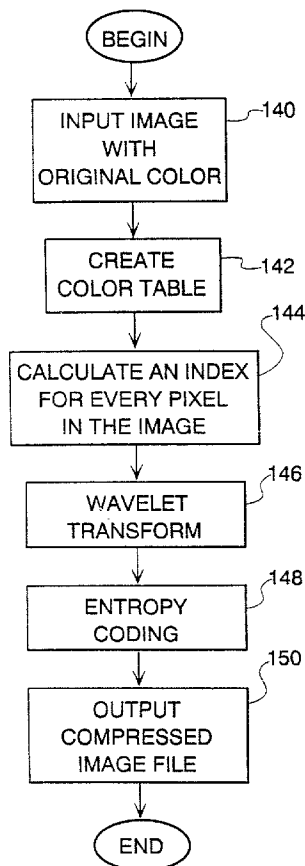 BEGIN
140
INPUT IMAGE
WITH
ORIGINAL COLOR
142
CREATE
COLOR TABLE
144
CALCULATE AN INDEX
FOR EVERY PIXEL
IN THE IMAGE
146
WAVELET
TRANSFORM
148
ENTROPY
CODING
150
OUTPUT
COMPRESSED
IMAGE FILE
END